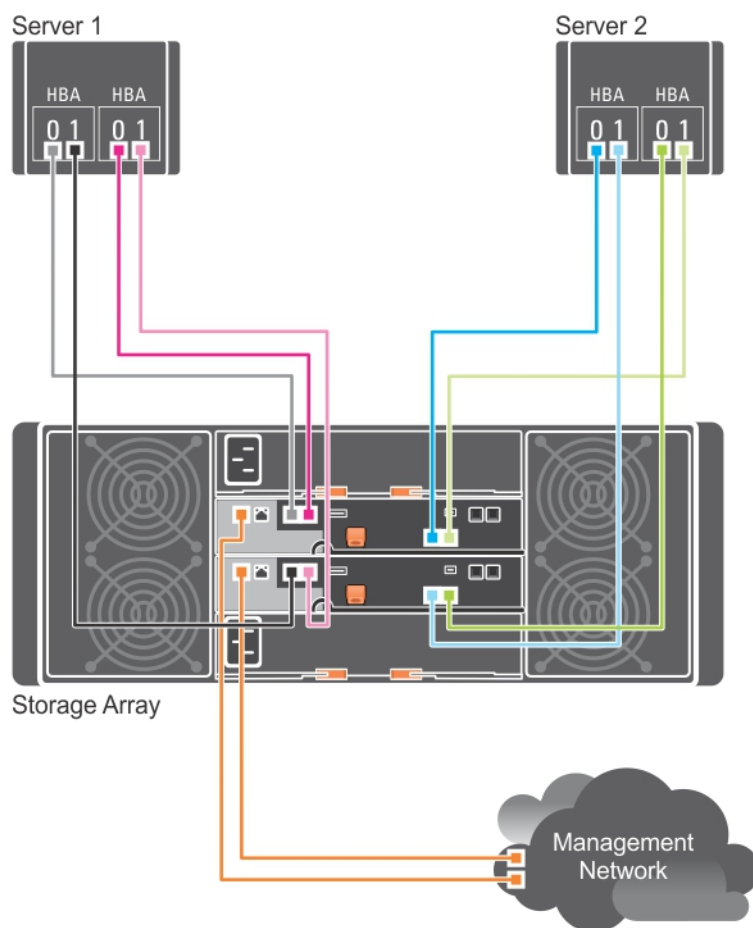 Server 1
Server 2
HBA HBA
0 1 0 1
HBA HBA
0 1 0 1
Storage Array
Management
Network